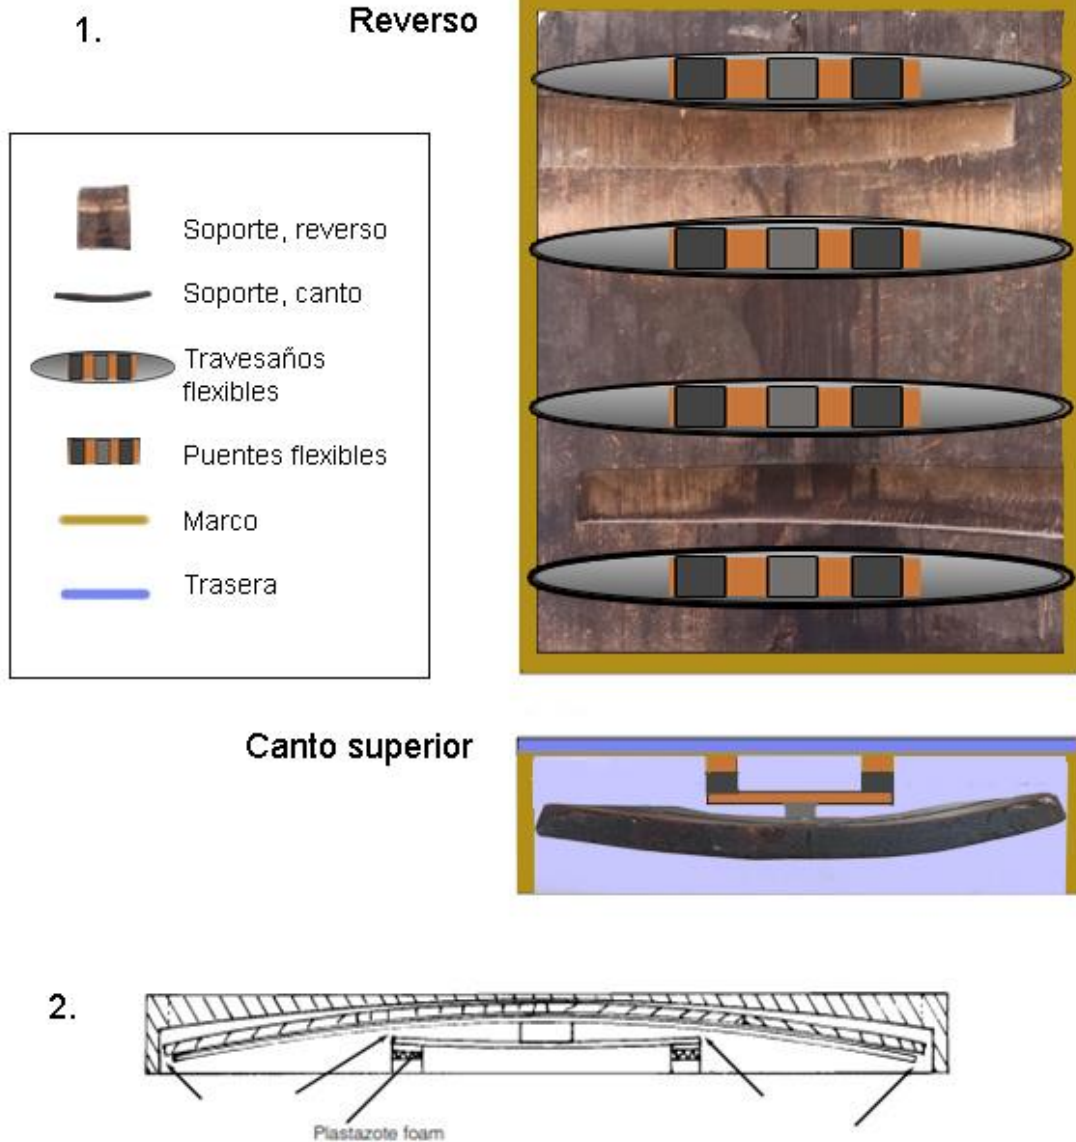 1.
Reverso
Soporte, reverso
Soporte, canto
Travesaños
flexibles
Puentes flexibles
Marco
Trasera
Canto superior
2.
Plastazote foam